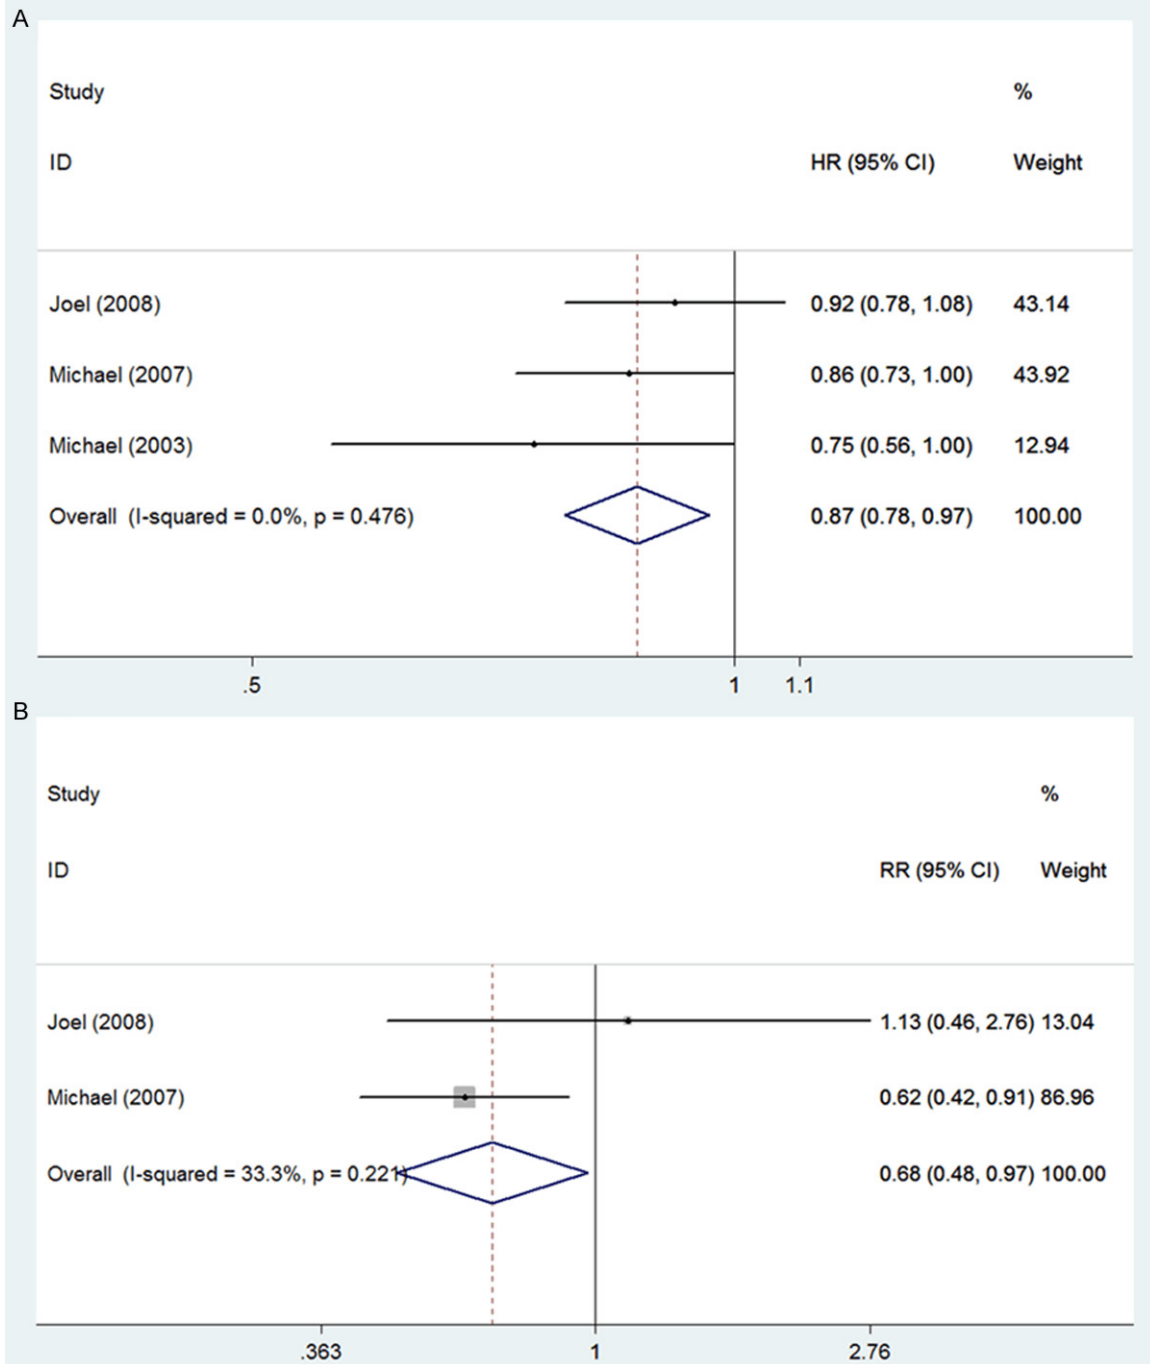 A
Study %
ID HR (95% CI) Weight
Joel (2008) 0.92 (0.78, 1.08) 43.14
Michael (2007) 0.86 (0.73, 1.00) 43.92
Michael (2003) 0.75 (0.56, 1.00) 12.94
Overall (I-squared = 0.0%, p = 0.476) 0.87 (0.78, 0.97) 100.00
.5 1 1.1
B
Study %
ID RR (95% CI) Weight
Joel (2008) 1.13 (0.46, 2.76) 13.04
Michael (2007) 0.62 (0.42, 0.91) 86.96
Overall (I-squared = 33.3%, p = 0.221) 0.68 (0.48, 0.97) 100.00
.363 1 2.76